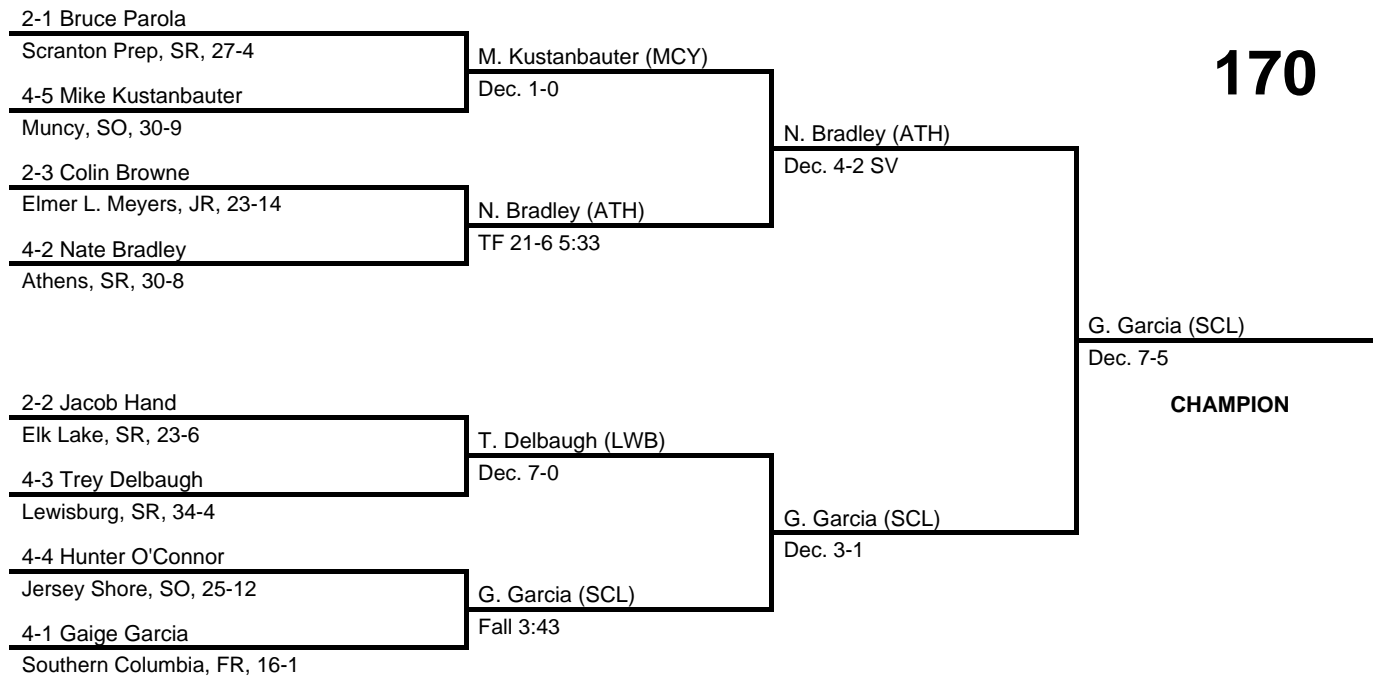 2-1 Bruce Parola
Scranton Prep, SR, 27-4
M. Kustanbauter (MCY)
170
4-5 Mike Kustanbauter
Dec. 1-0
Muncy, SO, 30-9
N. Bradley (ATH)
2-3 Colin Browne
Dec. 4-2 SV
Elmer L. Meyers, JR, 23-14
N. Bradley (ATH)
4-2 Nate Bradley
TF 21-6 5:33
Athens, SR, 30-8
G. Garcia (SCL)
Dec. 7-5
2-2 Jacob Hand
CHAMPION
Elk Lake, SR, 23-6
T. Delbaugh (LWB)
4-3 Trey Delbaugh
Dec. 7-0
Lewisburg, SR, 34-4
G. Garcia (SCL)
4-4 Hunter O'Connor
Dec. 3-1
Jersey Shore, SO, 25-12
G. Garcia (SCL)
4-1 Gaige Garcia
Fall 3:43
Southern Columbia, FR, 16-1